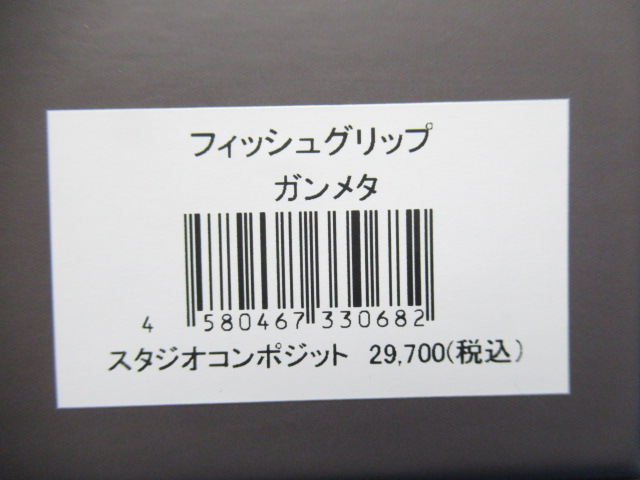 フィッシュグリップ
ガンメタ
4 580467 330682
スタジオコンポジット 29,700(税込)